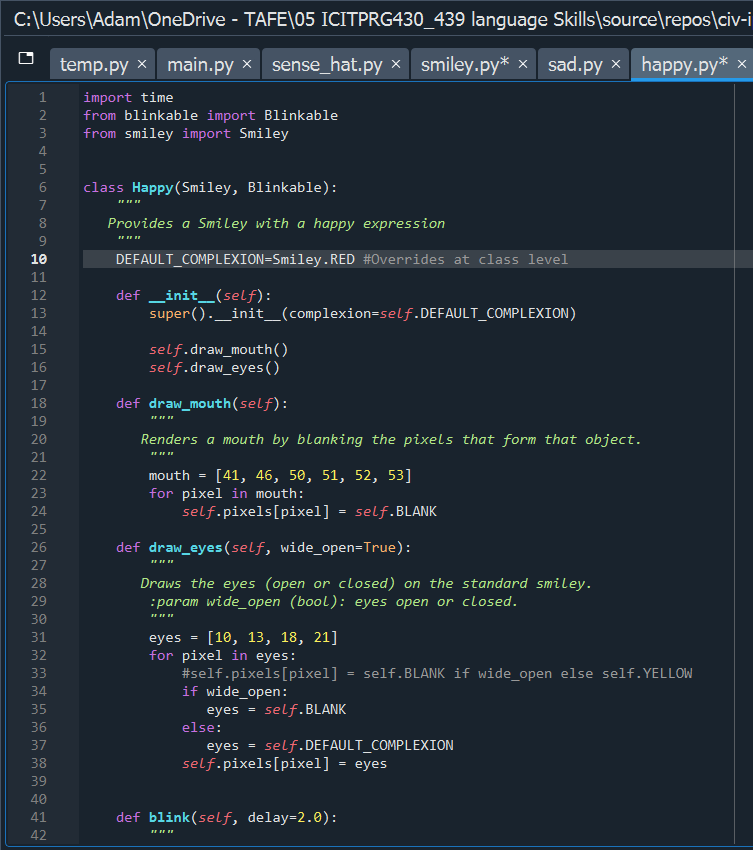 C:\Users\Adam\OneDrive - TAFE\05 ICITPRG430_439 language Skills\source\repos\civ-i
temp.py × main.py × sense_hat.py × smiley.py* × sad.py × happy.py* ×
1 import time
2 from blinkable import Blinkable
3 from smiley import Smiley
4
5
6 class Happy(Smiley, Blinkable):
7 """
8 Provides a Smiley with a happy expression
9 """
10 DEFAULT_COMPLEXION=Smiley.RED #Overrides at class level
11
12 def __init__(self):
13 super().__init__(complexion=self.DEFAULT_COMPLEXION)
14
15 self.draw_mouth()
16 self.draw_eyes()
17
18 def draw_mouth(self):
19 """
20 Renders a mouth by blanking the pixels that form that object.
21 """
22 mouth = [41, 46, 50, 51, 52, 53]
23 for pixel in mouth:
24 self.pixels[pixel] = self.BLANK
25
26 def draw_eyes(self, wide_open=True):
27 """
28 Draws the eyes (open or closed) on the standard smiley.
29 :param wide_open (bool): eyes open or closed.
30 """
31 eyes = [10, 13, 18, 21]
32 for pixel in eyes:
33 #self.pixels[pixel] = self.BLANK if wide_open else self.YELLOW
34 if wide_open:
35 eyes = self.BLANK
36 else:
37 eyes = self.DEFAULT_COMPLEXION
38 self.pixels[pixel] = eyes
39
40
41 def blink(self, delay=2.0):
42 """